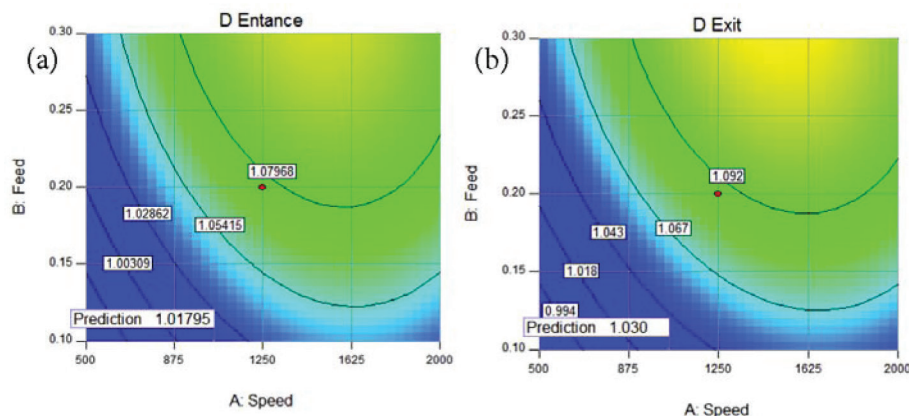 D Entance
(a)
0.30
0.25
0.20
0.15
0.10
B: Feed
1.07968
1.02862
1.05415
1.00309
Prediction 1.01795
500
875
1250
1625
2000
A: Speed
D Exit
(b)
0.30
0.25
0.20
0.15
0.10
B: Feed
1.092
1.043
1.067
1.018
0.994
Prediction 1.030
500
875
1250
1625
2000
A: Speed